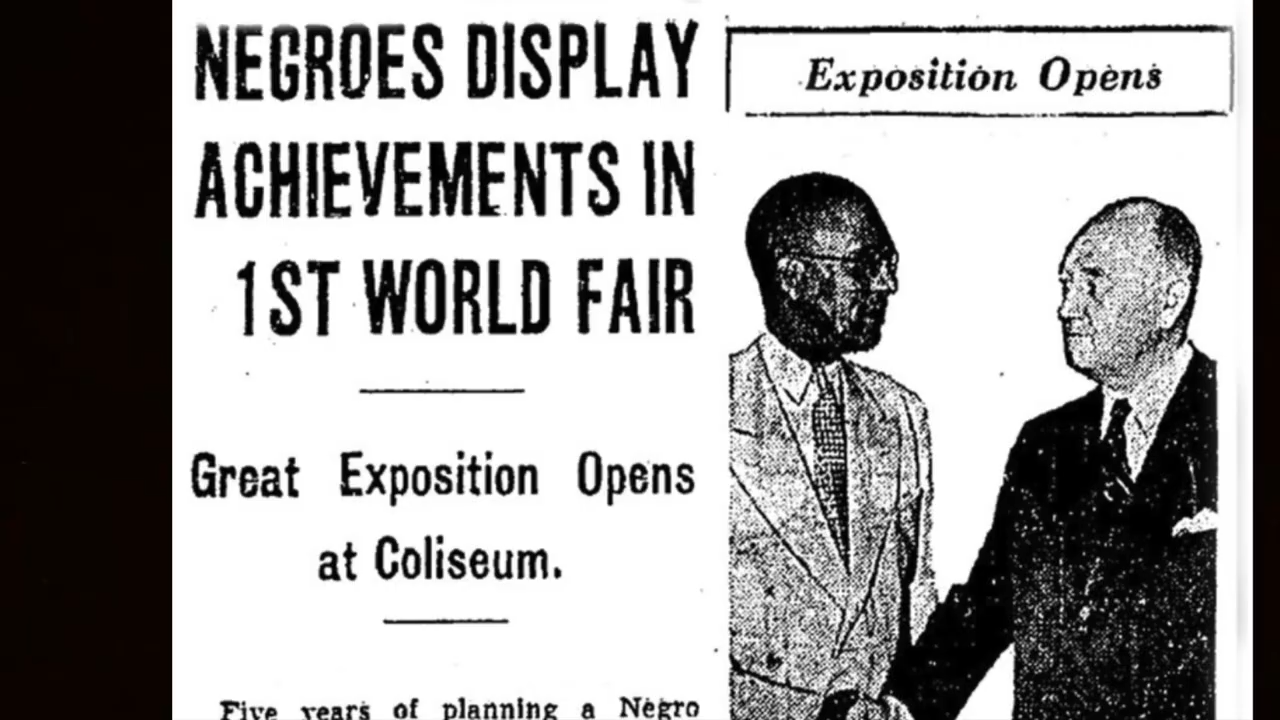 NEGROES DISPLAY
ACHIEVEMENTS IN
1ST WORLD FAIR
Great Exposition Opens
at Coliseum.
Five years of planning a Negro
Exposition Opens